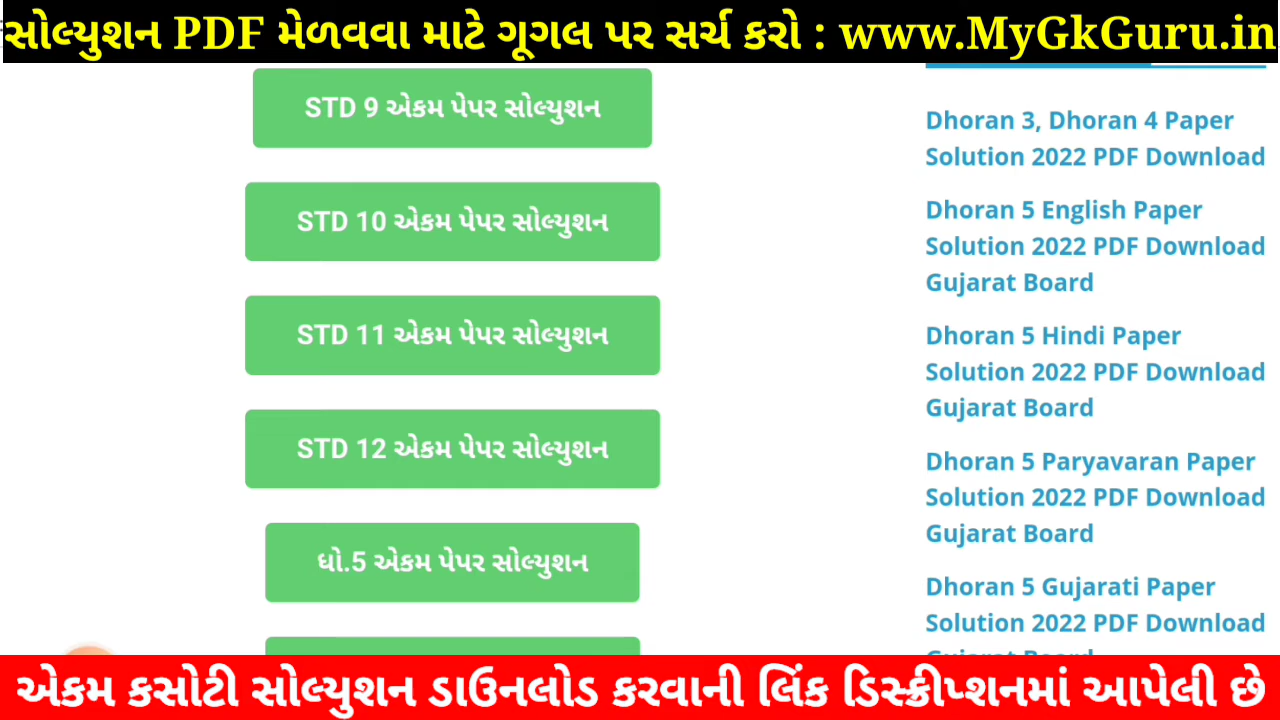 સોલ્યુશન PDF મેળવવા માટે ગૂગલ પર સર્ચ કરો : www.MyGkGuru.in
STD 9 એકમ પેપર સોલ્યુશન
STD 10 એકમ પેપર સોલ્યુશન
STD 11 એકમ પેપર સોલ્યુશન
STD 12 એકમ પેપર સોલ્યુશન
ધો.5 એકમ પેપર સોલ્યુશન
Dhoran 3, Dhoran 4 Paper
Solution 2022 PDF Download
Dhoran 5 English Paper
Solution 2022 PDF Download
Gujarat Board
Dhoran 5 Hindi Paper
Solution 2022 PDF Download
Gujarat Board
Dhoran 5 Paryavaran Paper
Solution 2022 PDF Download
Gujarat Board
Dhoran 5 Gujarati Paper
Solution 2022 PDF Download
એકમ કસોટી સોલ્યુશન ડાઉનલોડ કરવાની લિંક ડિસ્ક્રીપ્શનમાં આપેલી છે